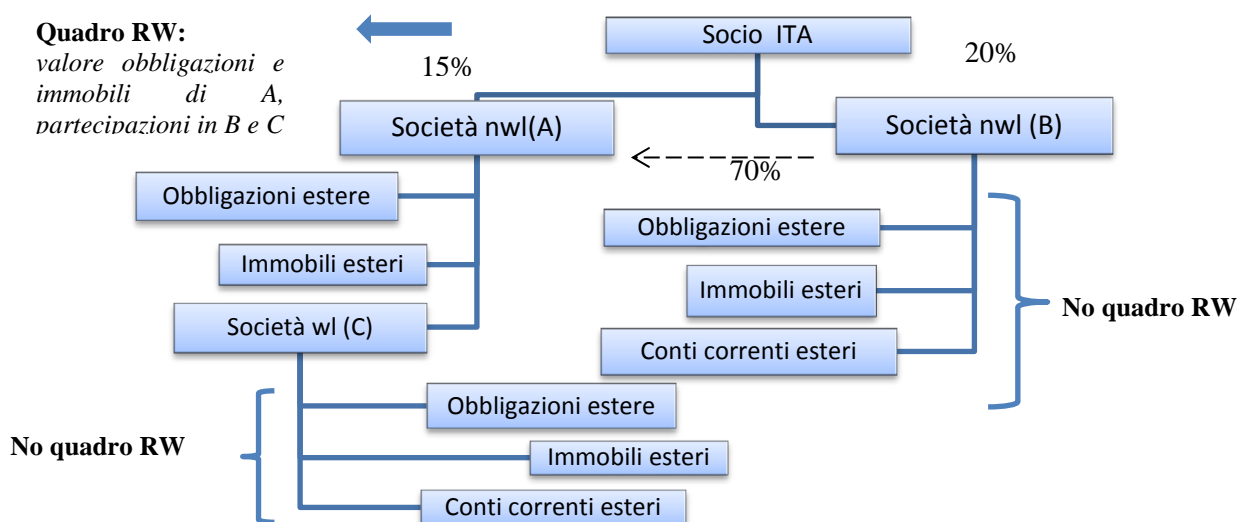 Quadro RW:
valore obbligazioni e
immobili di A,
partecipazioni in B e C
15%
Socio ITA
20%
Società nwl(A)
Società nwl (B)
70%
Obbligazioni estere
Immobili esteri
Società wl (C)
Obbligazioni estere
Immobili esteri
Conti correnti esteri
No quadro RW
Obbligazioni estere
Immobili esteri
Conti correnti esteri
No quadro RW